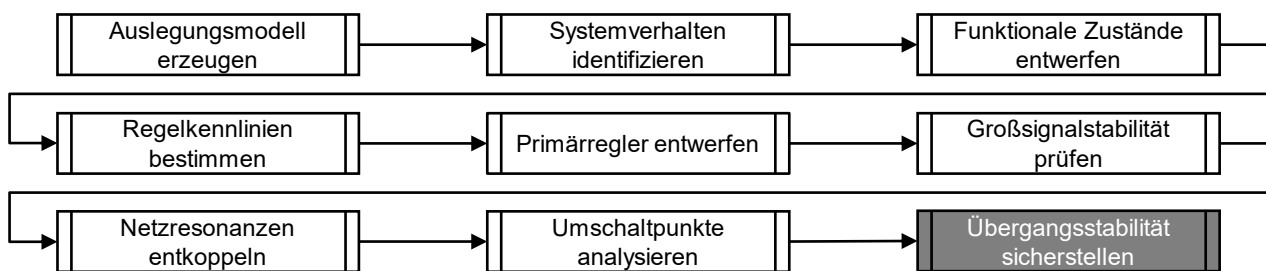 Auslegungsmodell
erzeugen
Systemverhalten
identifizieren
Funktionale Zustände
entwerfen
Regelkennlinien
bestimmen
Primärregler entwerfen
Großsignalstabilität
prüfen
Netzresonanzen
entkoppeln
Umschaltpunkte
analysieren
Übergangsstabilität
sicherstellen